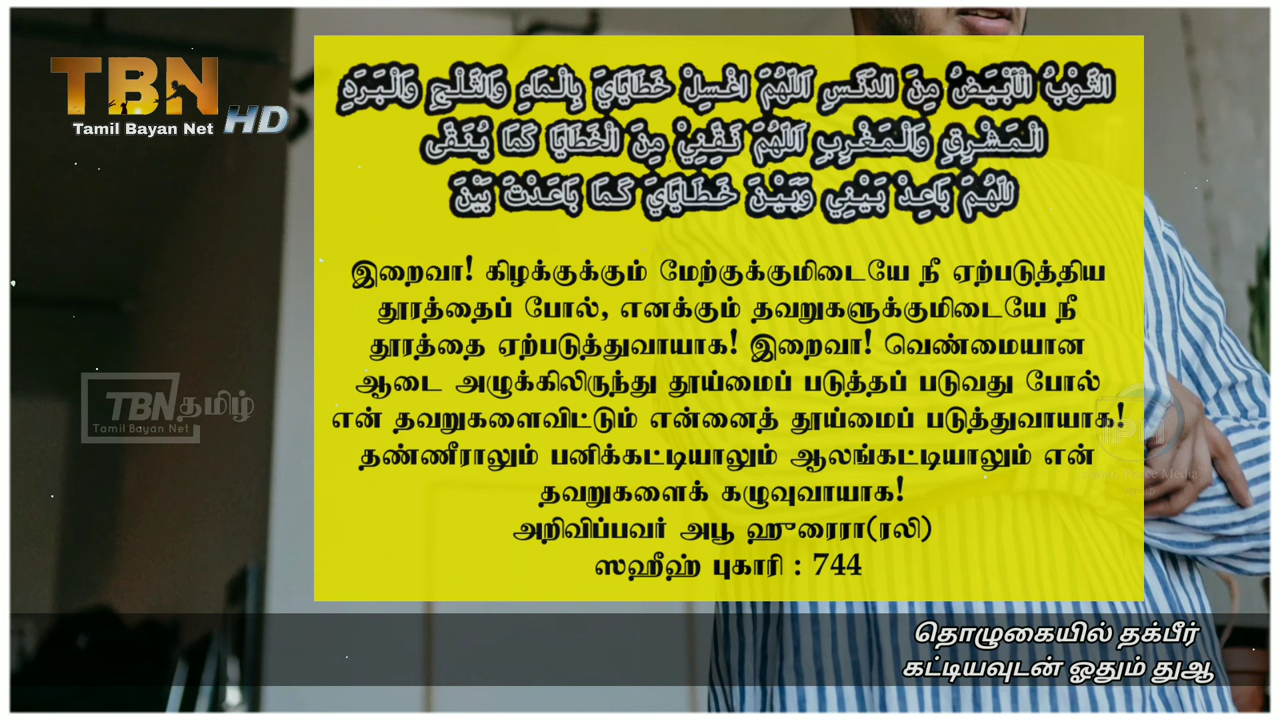 TBN HD
Tamil Bayan Net
الثَّوْبُ الْأَبْيَضُ مِنَ الدَّنَسِ اَللّٰهُمَّ اغْسِلْ خَطَايَايَ بِالْمَاءِ وَالثَّلْجِ وَالْبَرَدِ
الْمَشْرِقِ وَالْمَغْرِبِ اَللّٰهُمَّ نَقِّنِيْ مِنَ الْخَطَايَا كَمَا يُنَقَّى
للّٰهُمَّ بَاعِدْ بَيْنِي وَبَيْنَ خَطَايَايَ كَمَا بَاعَدْتَ بَيْنَ
இறைவா! கிழக்குக்கும் மேற்குக்குமிடையே நீ ஏற்படுத்திய
தூரத்தைப் போல், எனக்கும் தவறுகளுக்குமிடையே நீ
தூரத்தை ஏற்படுத்துவாயாக! இறைவா! வெண்மையான
ஆடை அழுக்கிலிருந்து தூய்மைப் படுத்தப் படுவது போல்
என் தவறுகளைவிட்டும் என்னைத் தூய்மைப் படுத்துவாயாக!
தண்ணீராலும் பனிக்கட்டியாலும் ஆலங்கட்டியாலும் என்
தவறுகளைக் கழுவுவாயாக!
அறிவிப்பவர் அபூ ஹுரைரா(ரலி)
ஸஹீஹ் புகாரி : 744
TBN தமிழ்
Tamil Bayan Net
தொழுகையில் தக்பீர்
கட்டியவுடன் ஓதும் துஆ